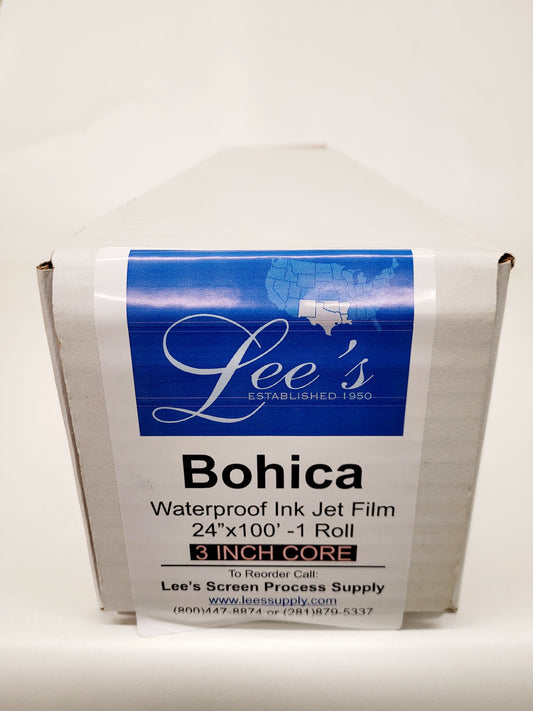 Lee's
ESTABLISHED 1950
Bohica
Waterproof Ink Jet Film
24"x100' -1 Roll
3 INCH CORE
To Reorder Call:
Lee's Screen Process Supply
www.leessupply.com
(800)447-8874 or (281)879-5337